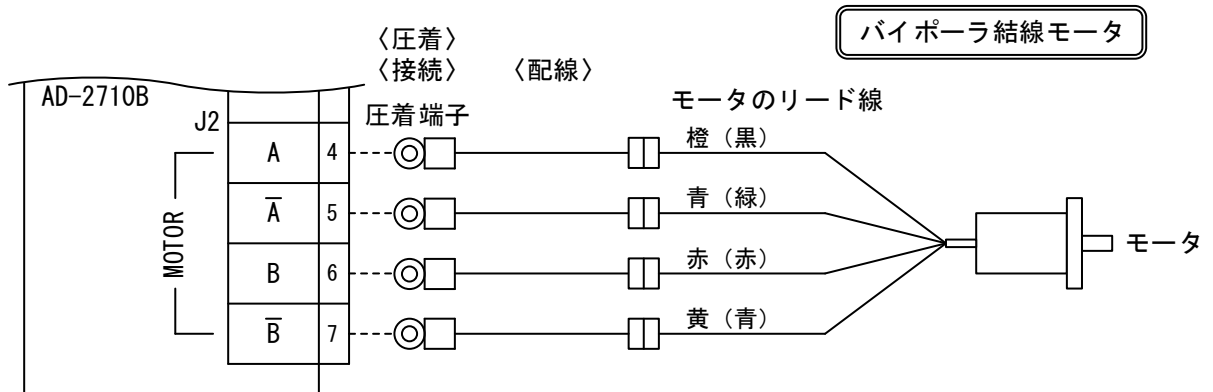 バイポーラ結線モータ
〈圧着〉
〈接続〉 〈配線〉
AD-2710B
J2
圧着端子
モータのリード線
A 4 橙（黒）
A̅ 5 青（緑）
B 6 赤（赤）
B̅ 7 黄（青）
MOTOR
モータ